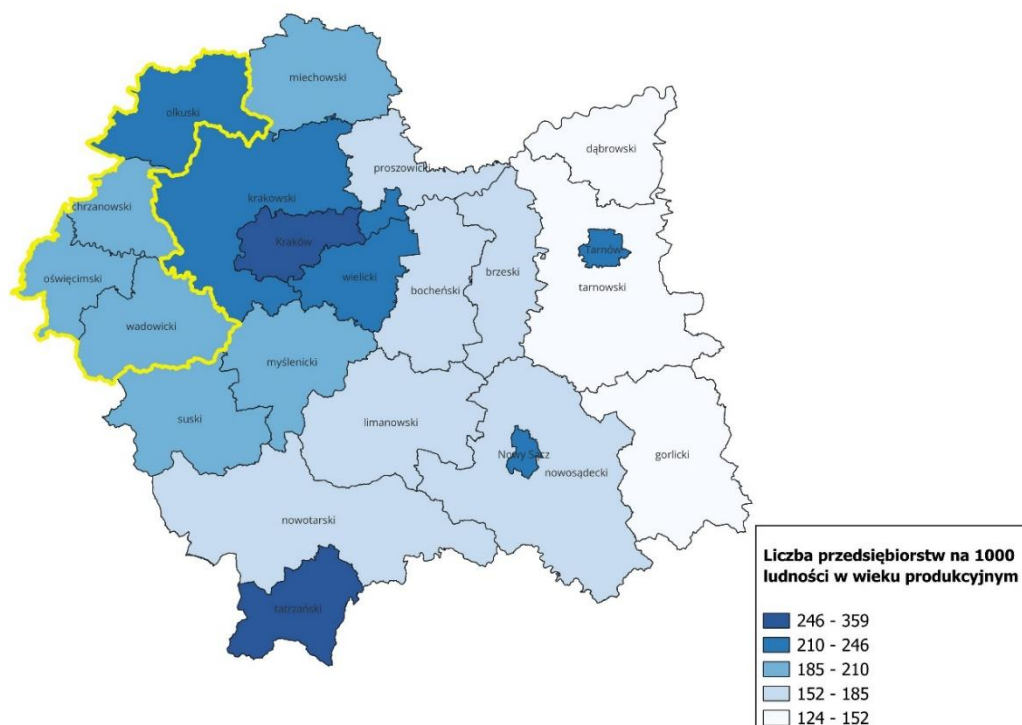 miechowski
olkuski
dąbrowski
proszowicki
krakowski
chrzanowski
Kraków
Tarnów
oświęcimski
wielicki
brzeski
bocheński
tarnowski
wadowicki
myślenicki
suski
limanowski
Nowy Sącz
gorlicki
nowosądecki
nowotarski
tatrzański
Liczba przedsiębiorstw na 1000
ludności w wieku produkcyjnym
246 - 359
210 - 246
185 - 210
152 - 185
124 - 152